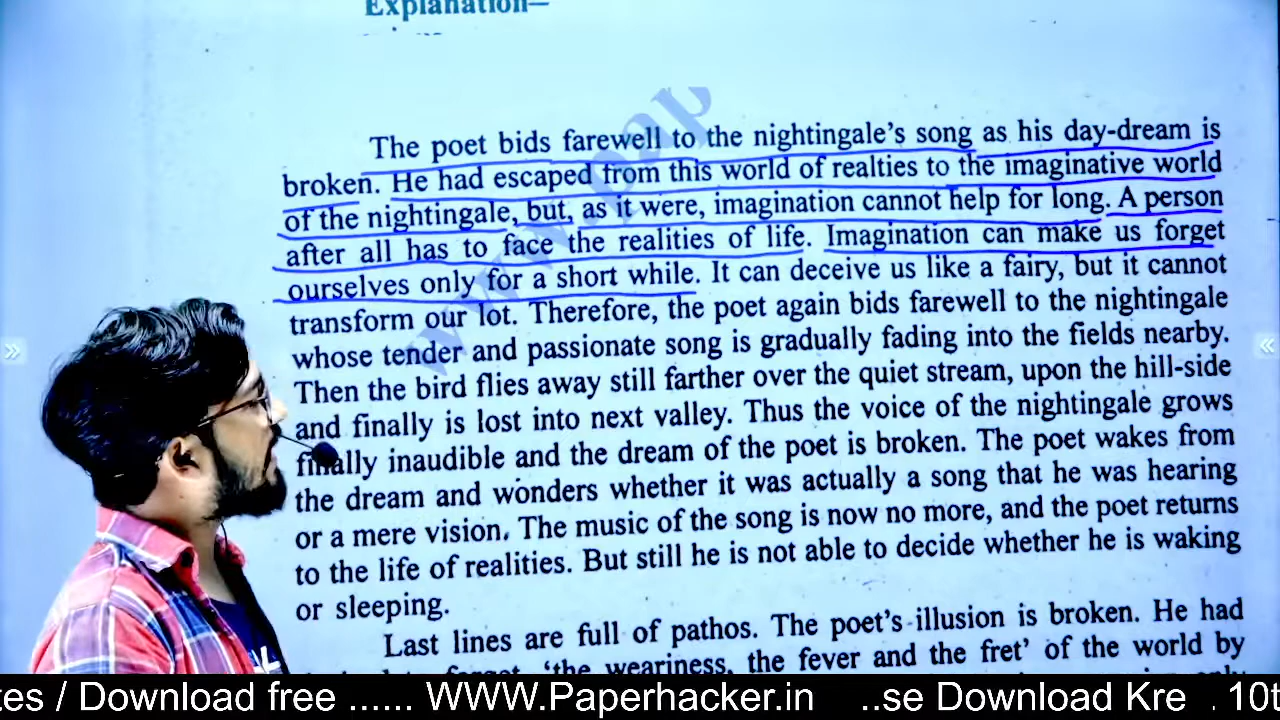 Explanation—
The poet bids farewell to the nightingale's song as his day-dream is
broken. He had escaped from this world of realties to the imaginative world
of the nightingale, but, as it were, imagination cannot help for long. A person
after all has to face the realities of life. Imagination can make us forget
ourselves only for a short while. It can deceive us like a fairy, but it cannot
transform our lot. Therefore, the poet again bids farewell to the nightingale
whose tender and passionate song is gradually fading into the fields nearby.
Then the bird flies away still farther over the quiet stream, upon the hill-side
and finally is lost into next valley. Thus the voice of the nightingale grows
finally inaudible and the dream of the poet is broken. The poet wakes from
the dream and wonders whether it was actually a song that he was hearing
or a mere vision. The music of the song is now no more, and the poet returns
to the life of realities. But still he is not able to decide whether he is waking
or sleeping.
Last lines are full of pathos. The poet's illusion is broken. He had
forget, 'the weariness, the fever and the fret' of the world by
tes / Download free ...... WWW.Paperhacker.in ..se Download Kre . 10t